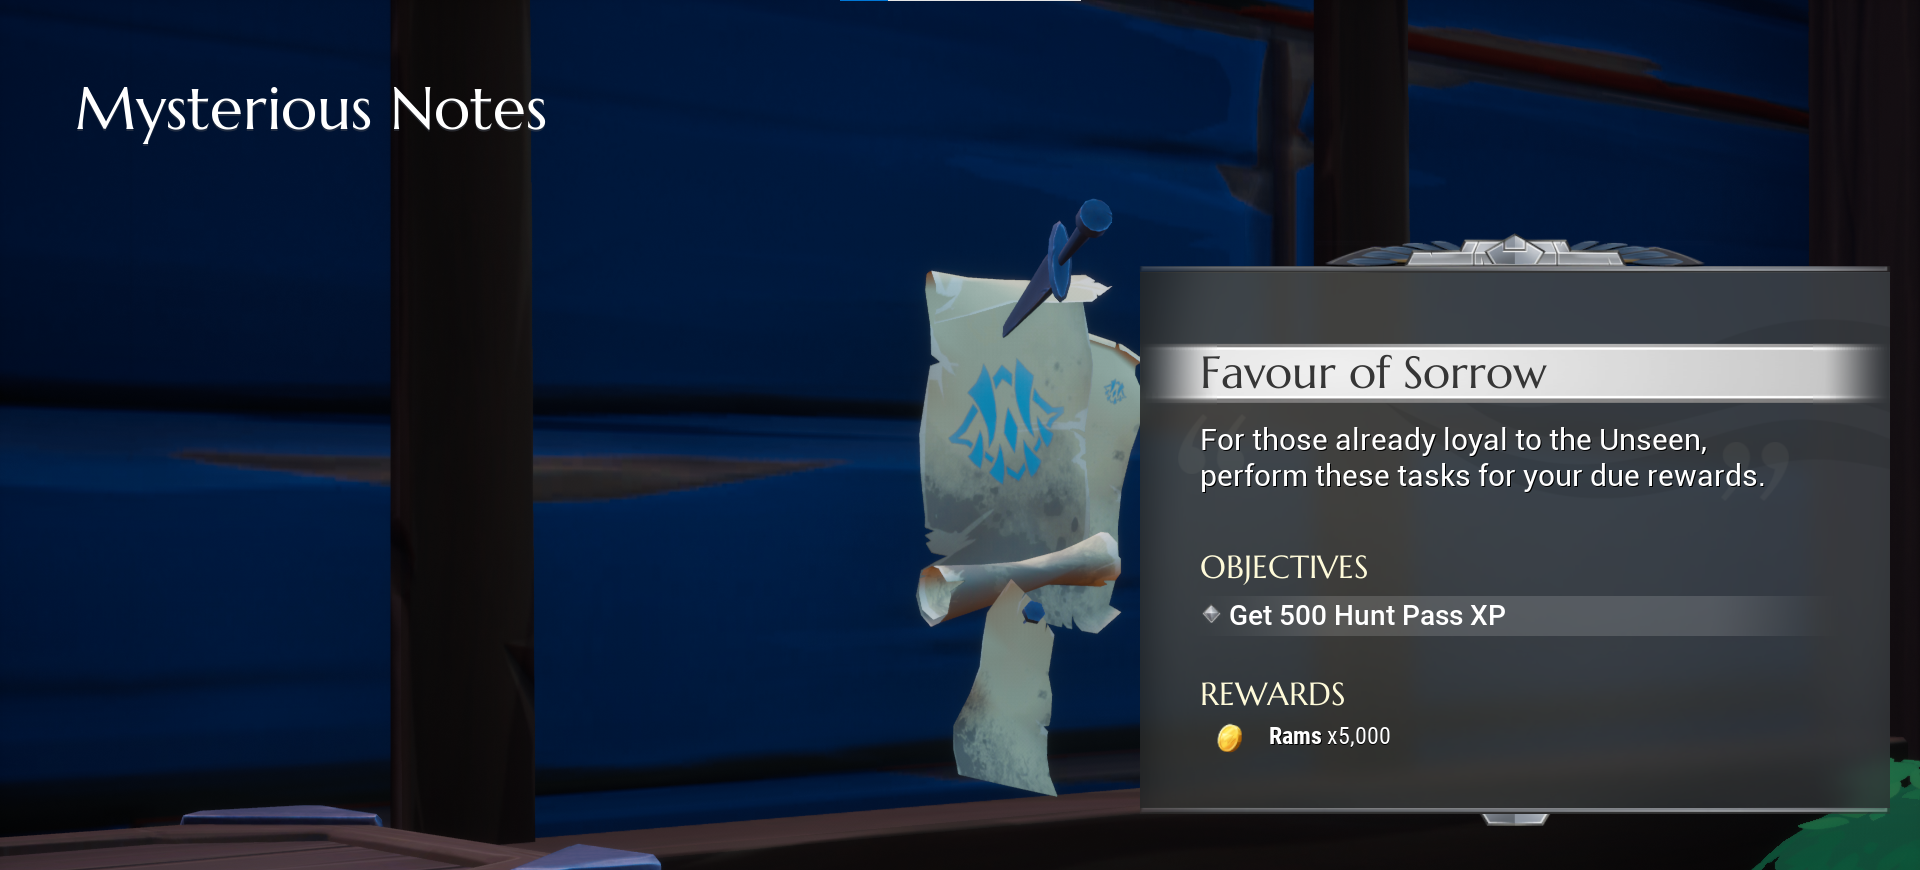 Mysterious Notes
Favour of Sorrow
For those already loyal to the Unseen,
perform these tasks for your due rewards.
OBJECTIVES
Get 500 Hunt Pass XP
REWARDS
Rams x5,000